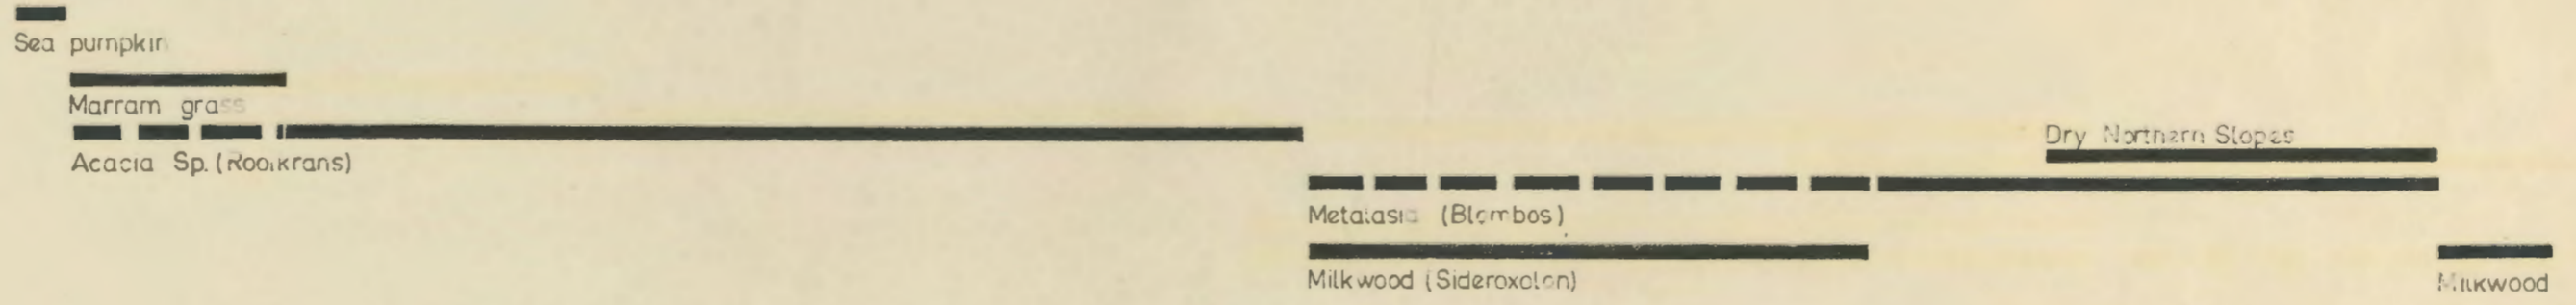 Sea pumpkin
Marram grass
Acacia Sp. (Rooikrans)
Dry Northern Slopes
Metalasia (Blombos)
Milkwood (Sideroxolon)
Milkwood